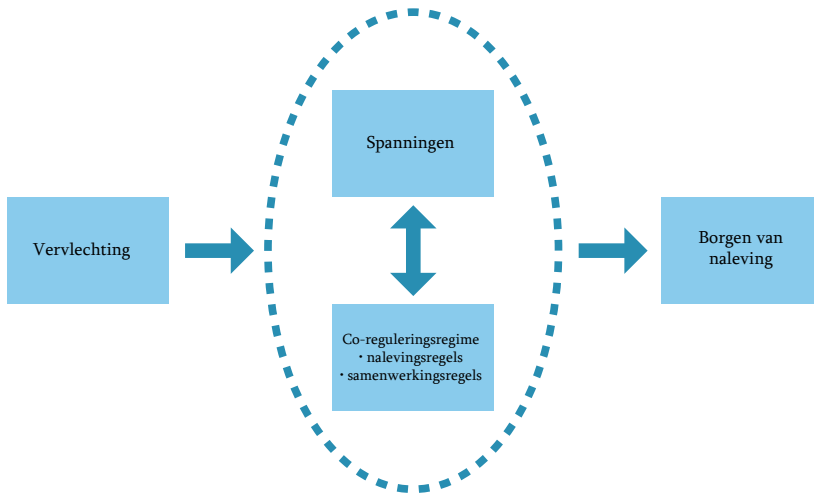 Vervlechting
Spanningen
Co-reguleringsregime
· nalevingsregels
· samenwerkingsregels
Borgen van
naleving